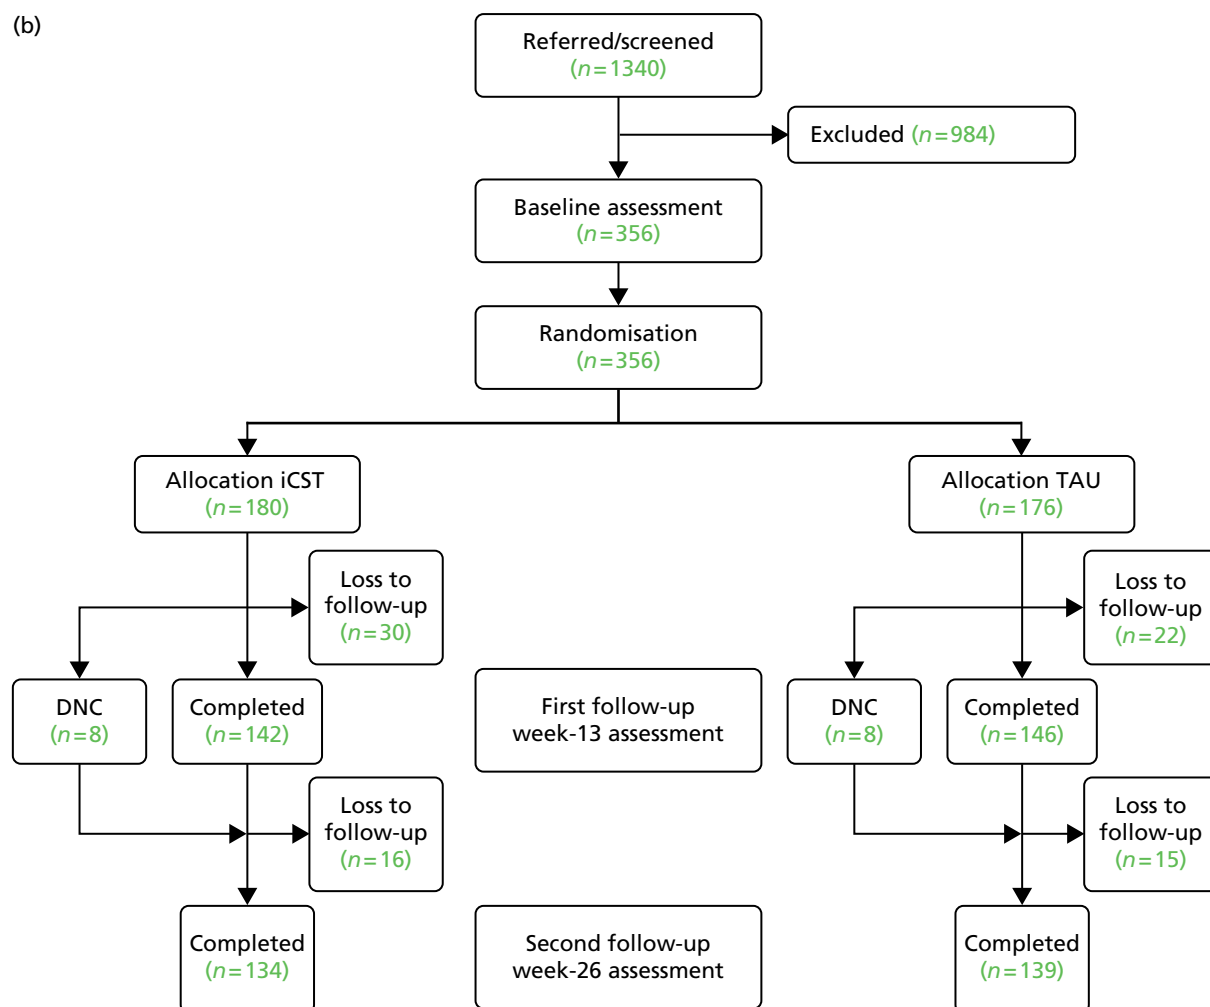 (b)
Referred/screened
(n=1340)
Excluded (n=984)
Baseline assessment
(n=356)
Randomisation
(n=356)
Allocation iCST
(n=180)
Allocation TAU
(n=176)
Loss to
follow-up
(n=30)
Loss to
follow-up
(n=22)
DNC
(n=8)
Completed
(n=142)
First follow-up
week-13 assessment
DNC
(n=8)
Completed
(n=146)
Loss to
follow-up
(n=16)
Loss to
follow-up
(n=15)
Completed
(n=134)
Second follow-up
week-26 assessment
Completed
(n=139)